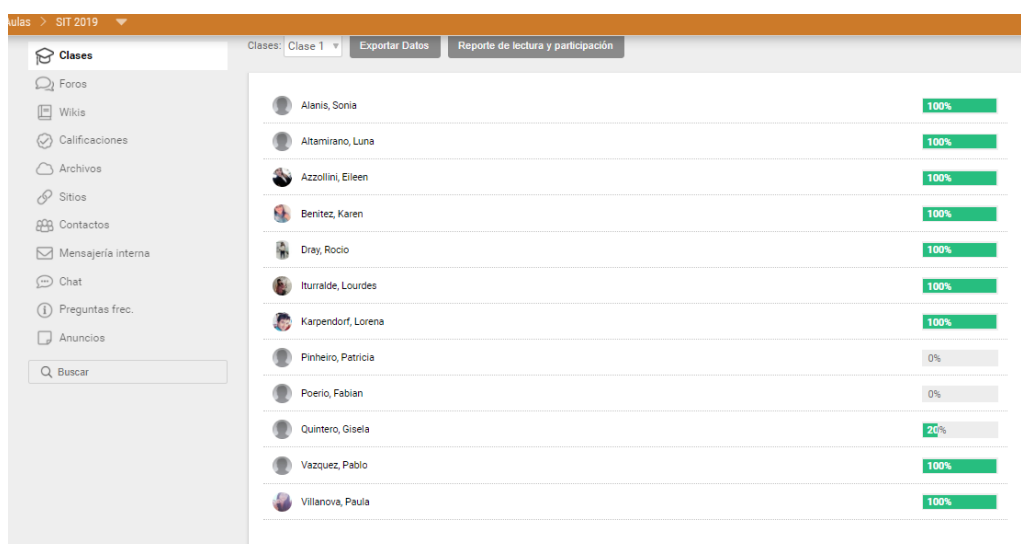 Aulas > SIT 2019
Clases
Foros
Wikis
Calificaciones
Archivos
Sitios
Contactos
Mensajería interna
Chat
Preguntas frec.
Anuncios
Buscar
Clases: Clase 1 Exportar Datos Reporte de lectura y participación
Alanis, Sonia 100%
Altamirano, Luna 100%
Azzollini, Eileen 100%
Benitez, Karen 100%
Dray, Rocio 100%
Iturralde, Lourdes 100%
Karpendorf, Lorena 100%
Pinheiro, Patricia 0%
Poerio, Fabian 0%
Quintero, Gisela 20%
Vazquez, Pablo 100%
Villanova, Paula 100%